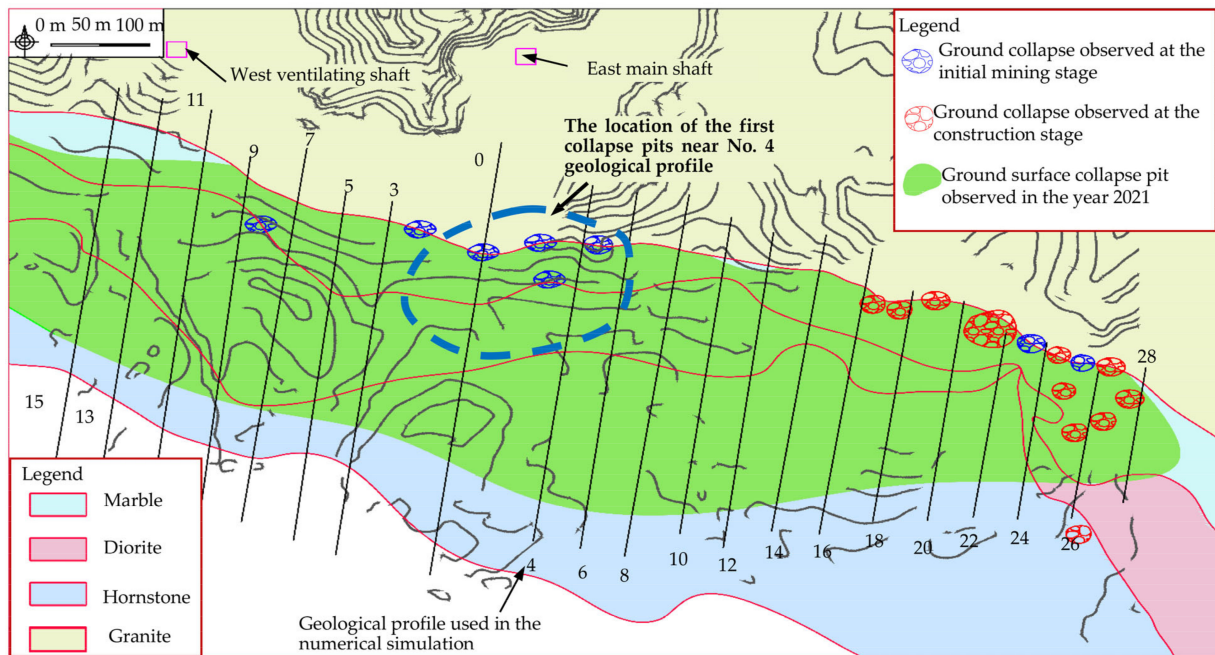 0 m 50 m 100 m
West ventilating shaft
East main shaft
Legend
Ground collapse observed at the
initial mining stage
Ground collapse observed at the
construction stage
Ground surface collapse pit
observed in the year 2021
The location of the first
collapse pits near No. 4
geological profile
11
9
7
5
3
0
15
13
28
4
6
8
10
12
14
16
18
20
22
24
26
Legend
Marble
Diorite
Hornstone
Granite
Geological profile used in the
numerical simulation